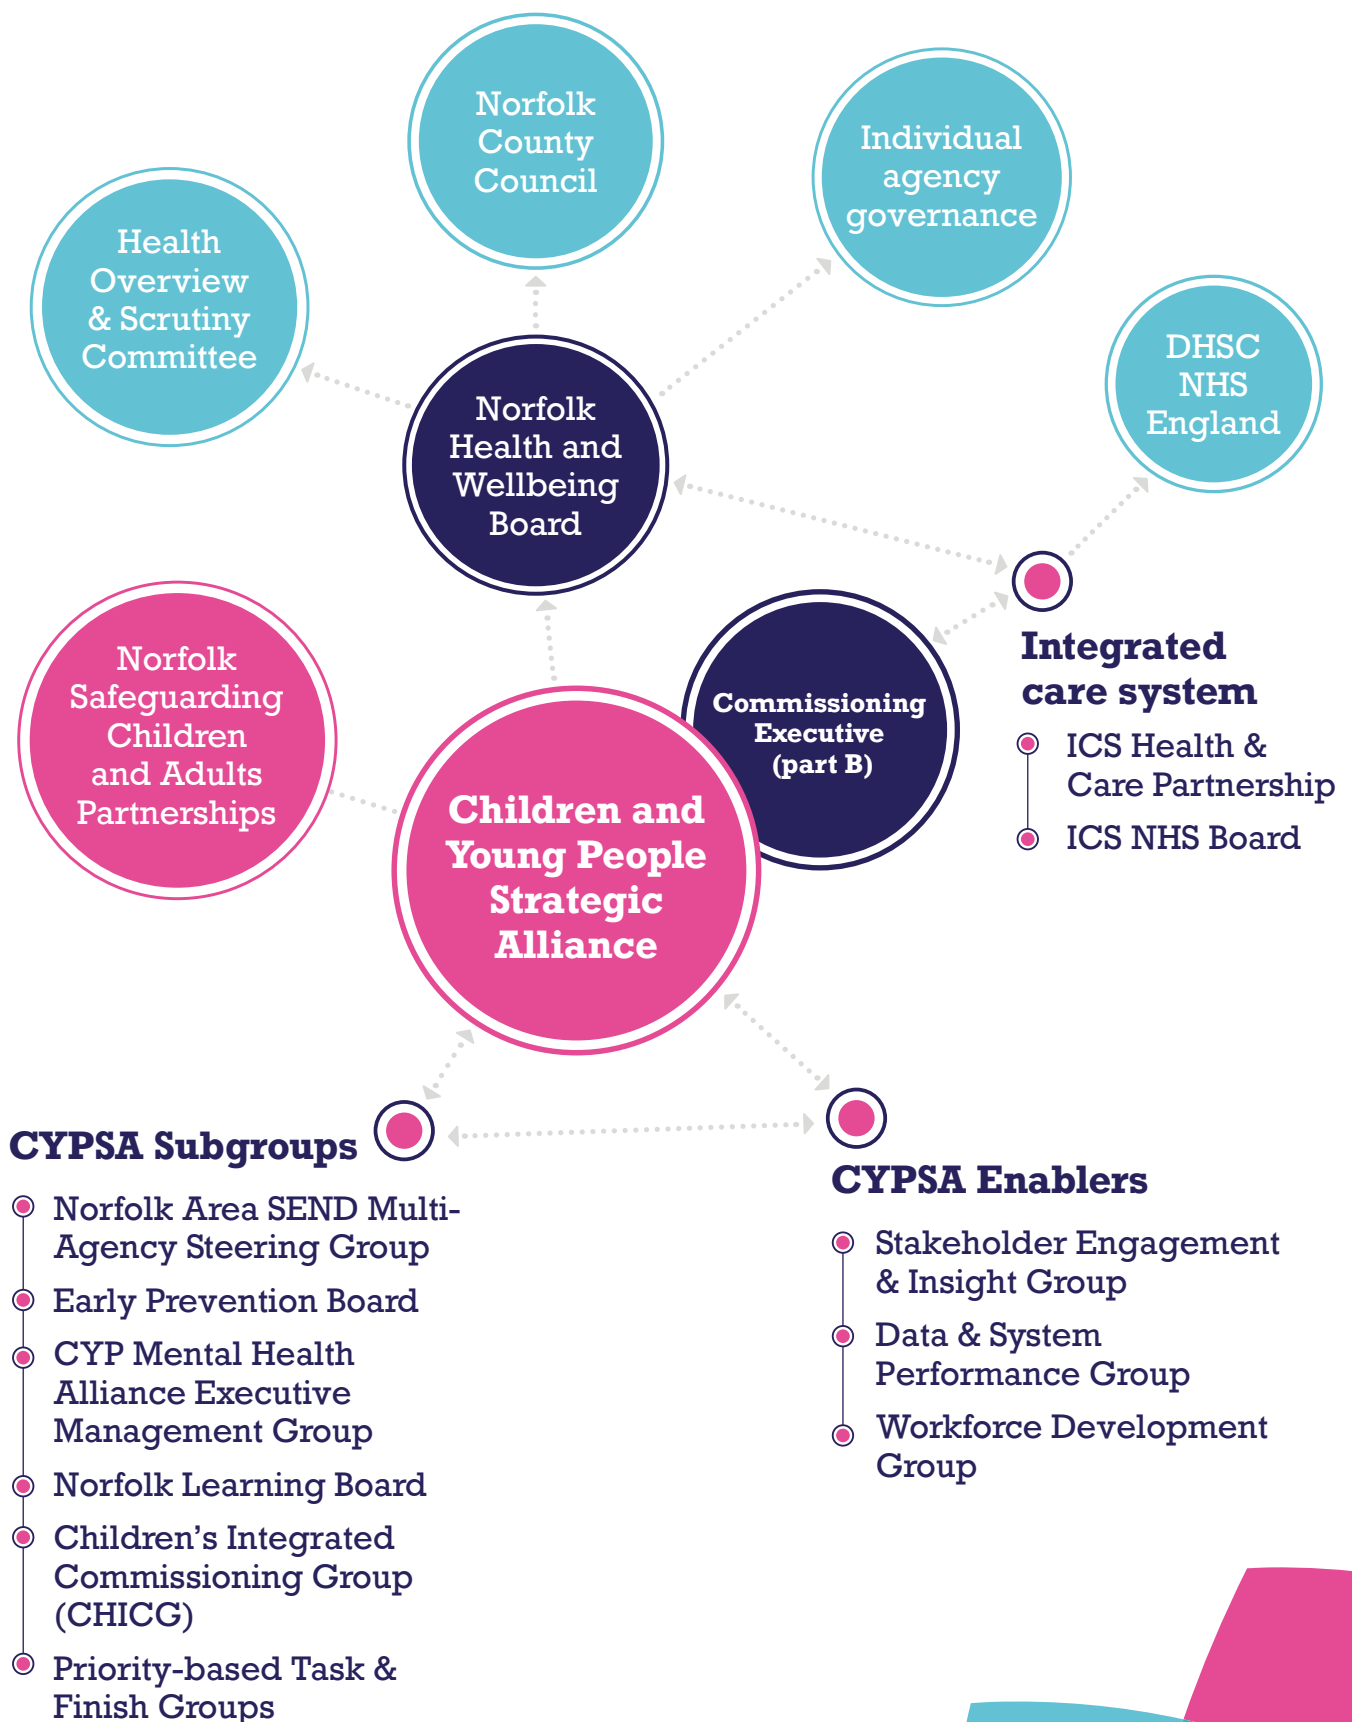 Norfolk
County
Council
Individual
agency
governance
Health
Overview
& Scrutiny
Committee
DHSC
NHS
England
Norfolk
Health and
Wellbeing
Board
Norfolk
Safeguarding
Children
and Adults
Partnerships
Commissioning
Executive
(part B)
Integrated
care system
ICS Health &
Care Partnership
ICS NHS Board
Children and
Young People
Strategic
Alliance
CYPSA Subgroups
Norfolk Area SEND Multi-
Agency Steering Group
Early Prevention Board
CYP Mental Health
Alliance Executive
Management Group
Norfolk Learning Board
Children’s Integrated
Commissioning Group
(CHICG)
Priority-based Task &
Finish Groups
CYPSA Enablers
Stakeholder Engagement
& Insight Group
Data & System
Performance Group
Workforce Development
Group